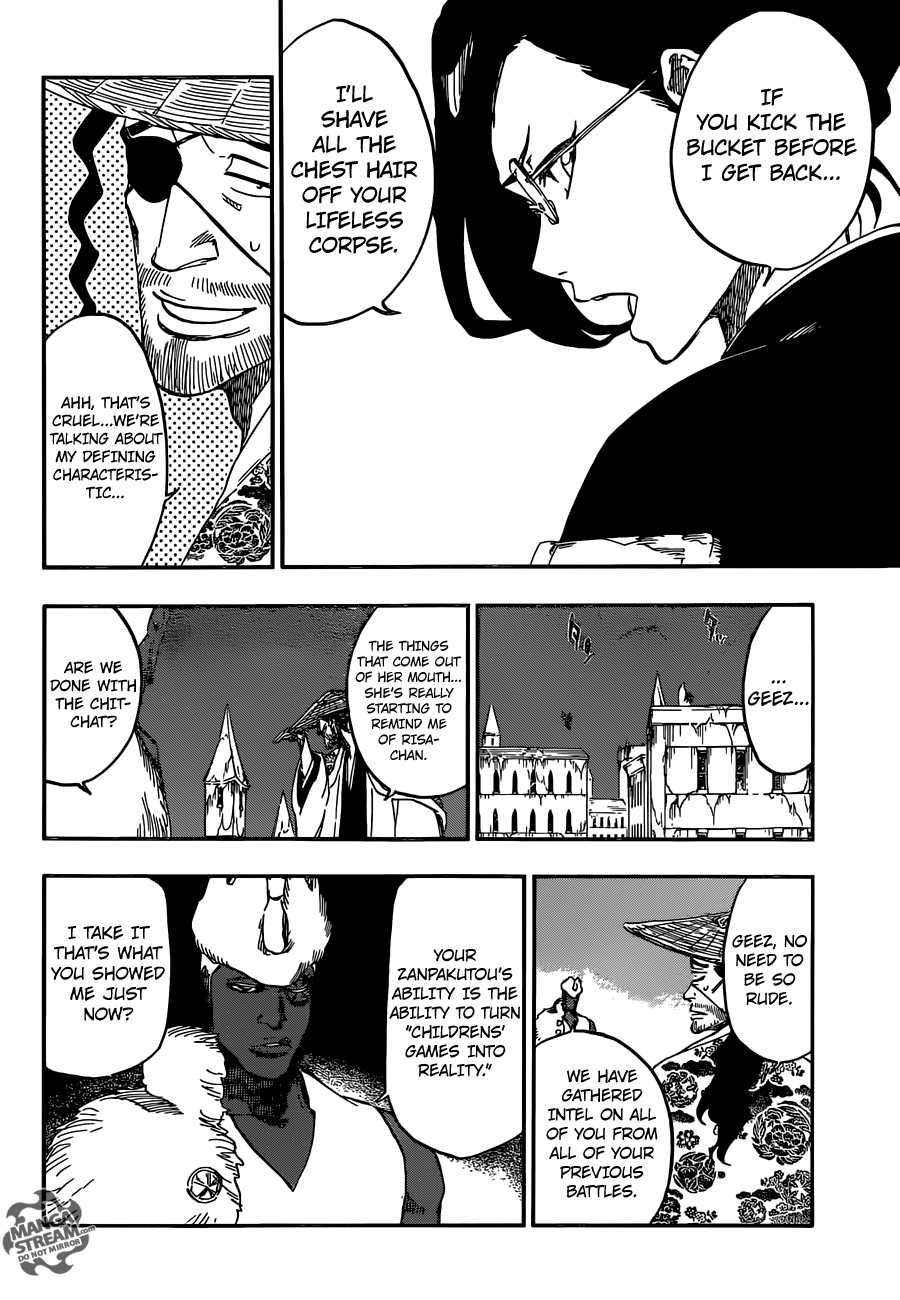 IF
YOU KICK THE
BUCKET BEFORE
I GET BACK...
I'LL
SHAVE
ALL THE
CHEST HAIR
OFF YOUR
LIFELESS
CORPSE.
AHH, THAT'S
CRUEL...WE'RE
TALKING ABOUT
MY DEFINING
CHARACTERIS-
TIC...
...
GEEZ...
THE THINGS
THAT COME OUT
OF HER MOUTH...
SHE'S REALLY
STARTING TO
REMIND ME
OF RISA-
CHAN.
ARE WE
DONE WITH
THE CHIT-
CHAT?
GEEZ, NO
NEED TO
BE SO
RUDE.
WE HAVE
GATHERED
INTEL ON ALL
OF YOU FROM
ALL OF YOUR
PREVIOUS
BATTLES.
YOUR
ZANPAKUTOU'S
ABILITY IS THE
ABILITY TO TURN
"CHILDRENS'
GAMES INTO
REALITY."
I TAKE IT
THAT'S WHAT
YOU SHOWED
ME JUST
NOW?
MANGA
STREAM.com
DO NOT MIRROR